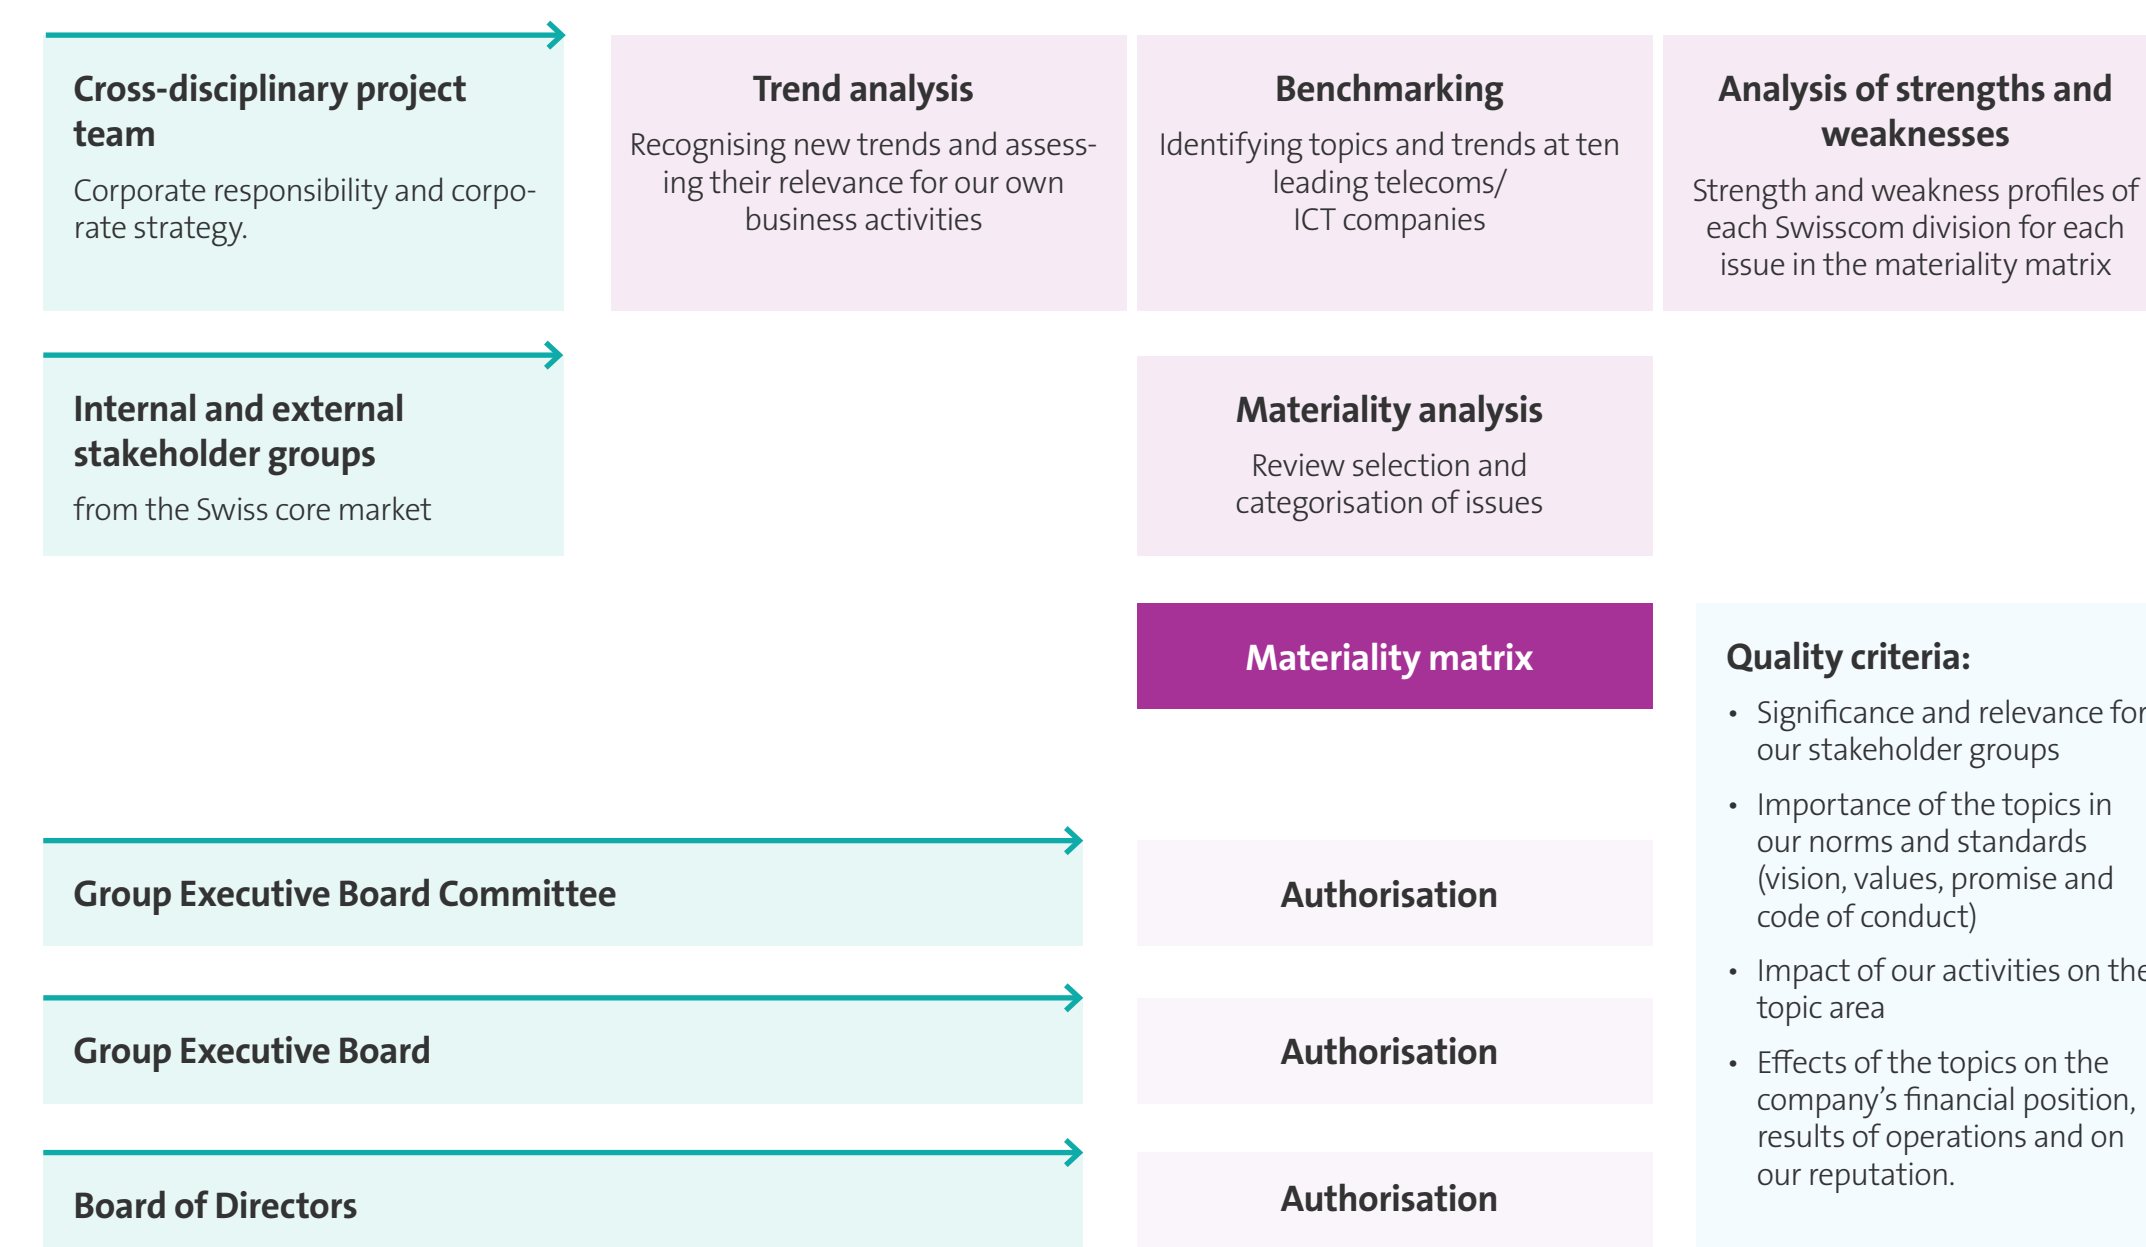 Cross-disciplinary project
team
Corporate responsibility and corpo-
rate strategy.
Trend analysis
Recognising new trends and assess-
ing their relevance for our own
business activities
Benchmarking
Identifying topics and trends at ten
leading telecoms/
ICT companies
Analysis of strengths and
weaknesses
Strength and weakness profiles of
each Swisscom division for each
issue in the materiality matrix
Internal and external
stakeholder groups
from the Swiss core market
Materiality analysis
Review selection and
categorisation of issues
Materiality matrix
Quality criteria:
• Significance and relevance for
our stakeholder groups
• Importance of the topics in
our norms and standards
(vision, values, promise and
code of conduct)
• Impact of our activities on the
topic area
• Effects of the topics on the
company’s financial position,
results of operations and on
our reputation.
Group Executive Board Committee
Authorisation
Group Executive Board
Authorisation
Board of Directors
Authorisation